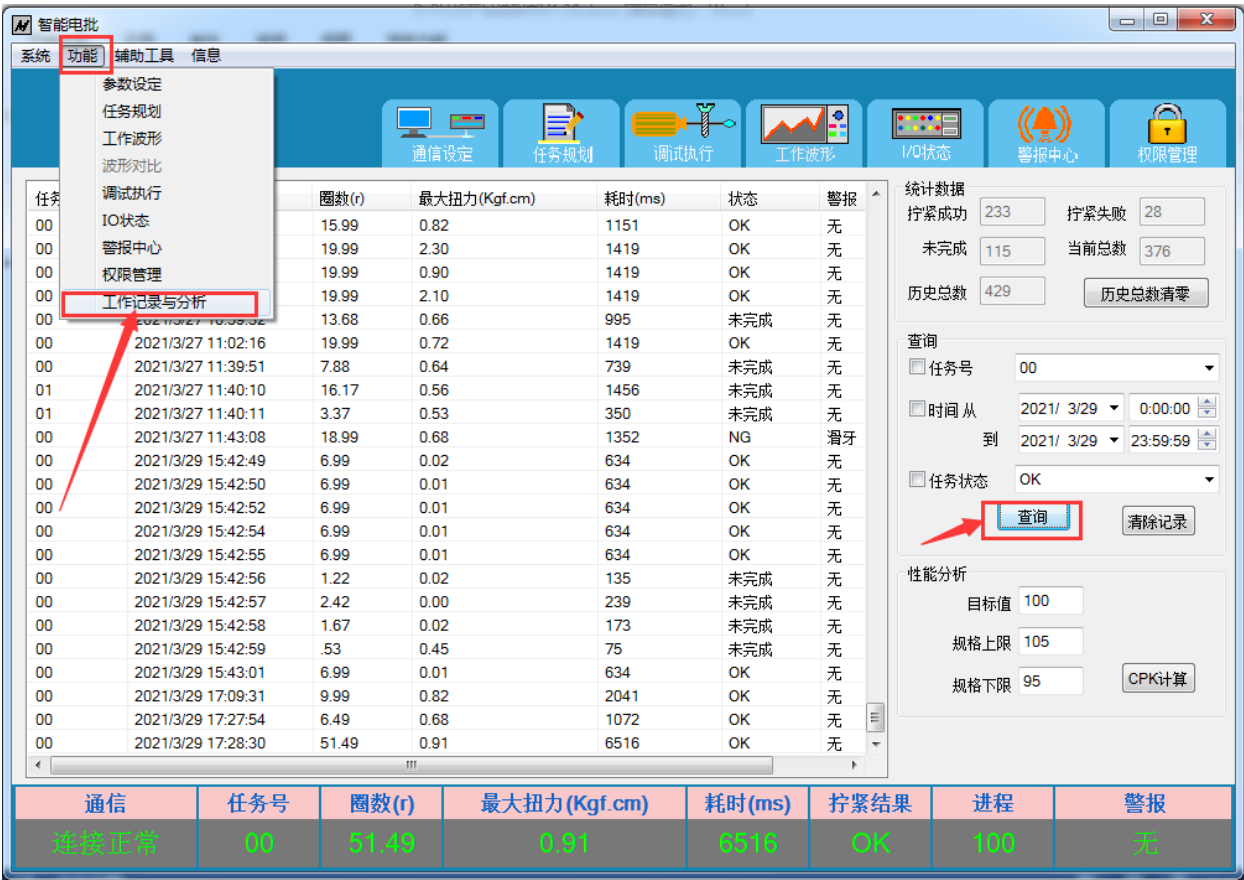 智能电批
系统 功能 辅助工具 信息
参数设定
任务规划
工作波形
波形对比
调试执行
IO状态
警报中心
权限管理
工作记录与分析
通信设定 任务规划 调试执行 工作波形 I/O状态 警报中心 权限管理
任务 圈数(r) 最大扭力(Kgf.cm) 耗时(ms) 状态 警报
00 15.99 0.82 1151 OK 无
00 19.99 2.30 1419 OK 无
00 19.99 0.90 1419 OK 无
00 19.99 2.10 1419 OK 无
00 13.68 0.66 995 未完成 无
00 2021/3/27 11:02:16 19.99 0.72 1419 OK 无
00 2021/3/27 11:39:51 7.88 0.64 739 未完成 无
01 2021/3/27 11:40:10 16.17 0.56 1456 未完成 无
01 2021/3/27 11:40:11 3.37 0.53 350 未完成 无
00 2021/3/27 11:43:08 18.99 0.68 1352 NG 滑牙
00 2021/3/29 15:42:49 6.99 0.02 634 OK 无
00 2021/3/29 15:42:50 6.99 0.01 634 OK 无
00 2021/3/29 15:42:52 6.99 0.01 634 OK 无
00 2021/3/29 15:42:54 6.99 0.01 634 OK 无
00 2021/3/29 15:42:55 6.99 0.01 634 OK 无
00 2021/3/29 15:42:56 1.22 0.02 135 未完成 无
00 2021/3/29 15:42:57 2.42 0.00 239 未完成 无
00 2021/3/29 15:42:58 1.67 0.02 173 未完成 无
00 2021/3/29 15:42:59 .53 0.45 75 未完成 无
00 2021/3/29 15:43:01 6.99 0.01 634 OK 无
00 2021/3/29 17:09:31 9.99 0.82 2041 OK 无
00 2021/3/29 17:27:54 6.49 0.68 1072 OK 无
00 2021/3/29 17:28:30 51.49 0.91 6516 OK 无
统计数据
拧紧成功 233 拧紧失败 28
未完成 115 当前总数 376
历史总数 429 历史总数清零
查询
任务号 00
时间 从 2021/ 3/29 0:00:00
到 2021/ 3/29 23:59:59
任务状态 OK
查询 清除记录
性能分析
目标值 100
规格上限 105
规格下限 95 CPK计算
通信 任务号 圈数(r) 最大扭力(Kgf.cm) 耗时(ms) 拧紧结果 进程 警报
连接正常 00 51.49 0.91 6516 OK 100 无